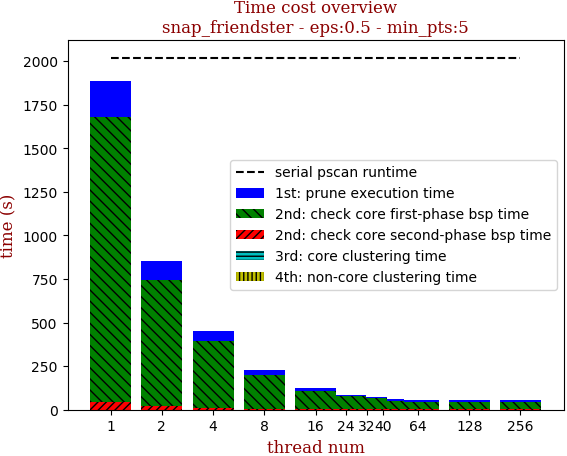 Time cost overview
snap_friendster - eps:0.5 - min_pts:5
time (s)
2000
1750
1500
1250
1000
750
500
250
0
serial pscan runtime
1st: prune execution time
2nd: check core first-phase bsp time
2nd: check core second-phase bsp time
3rd: core clustering time
4th: non-core clustering time
1 2 4 8 16 24 32 40 64 128 256
thread num